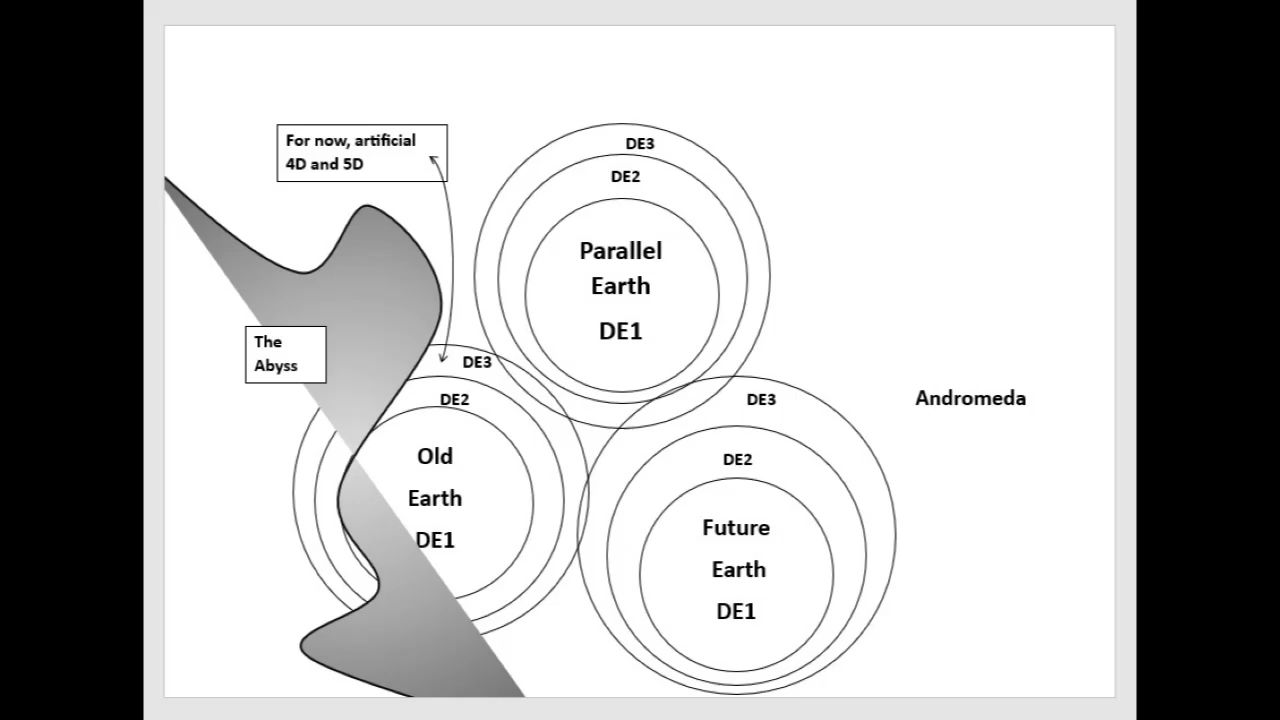 For now, artificial
4D and 5D
DE3
DE2
Parallel
Earth
DE1
The
Abyss
DE3
DE2
Old
Earth
DE1
DE3
DE2
Future
Earth
DE1
Andromeda